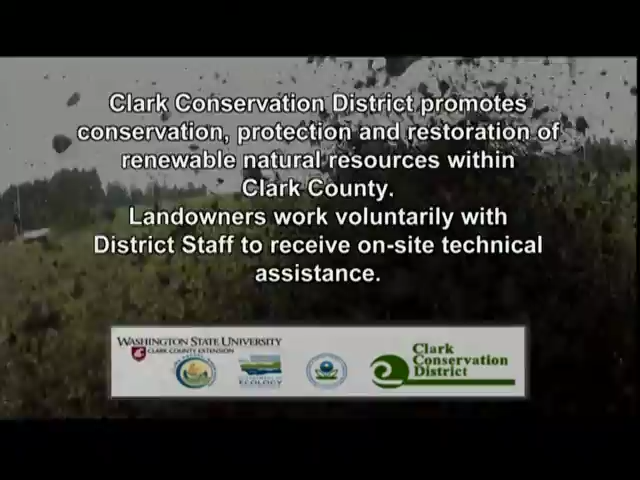 Clark Conservation District promotes
conservation, protection and restoration of
renewable natural resources within
Clark County.
Landowners work voluntarily with
District Staff to receive on-site technical
assistance.
WASHINGTON STATE UNIVERSITY
CLARK COUNTY EXTENSION
ECOLOGY
Clark
Conservation
District